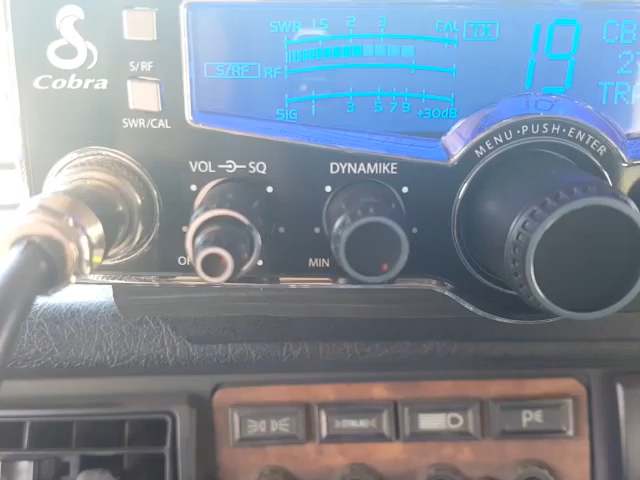 Cobra
S/RF
SWR/CAL
SWR 1.5 2 3 CAL
TX
S/RF RF
SIG 1 3 5 7 9 +30dB
19
CB
MENU•PUSH•ENTER
VOL SQ
DYNAMIKE
MIN